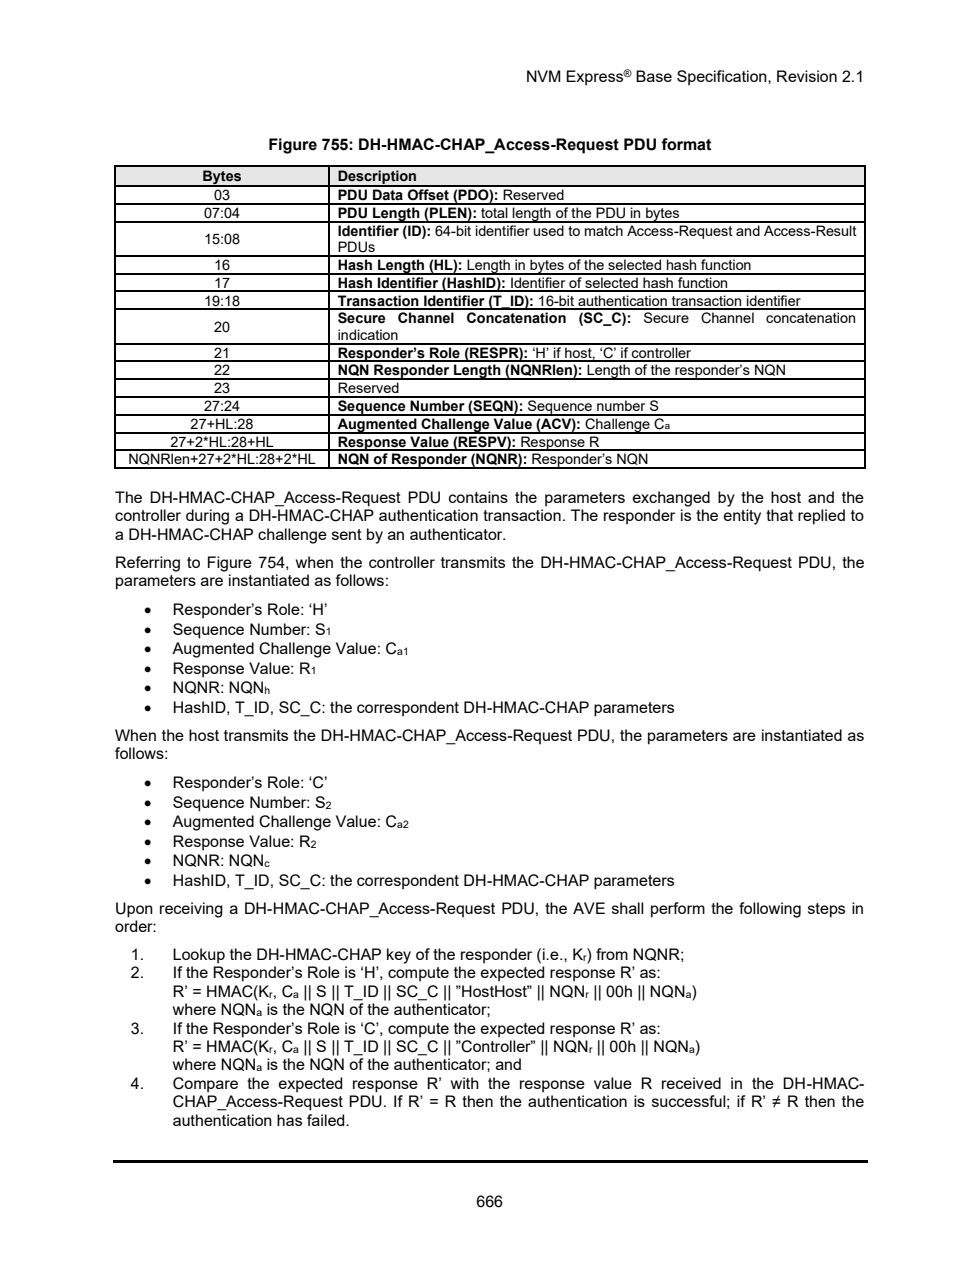 NVM Express® Base Specification, Revision 2.1
Figure 755: DH-HMAC-CHAP_Access-Request PDU format
Bytes Description
03 PDU Data Offset (PDO): Reserved
07:04 PDU Length (PLEN): total length of the PDU in bytes
15:08 Identifier (ID): 64-bit identifier used to match Access-Request and Access-Result
PDUs
16 Hash Length (HL): Length in bytes of the selected hash function
17 Hash Identifier (HashID): Identifier of selected hash function
19:18 Transaction Identifier (T_ID): 16-bit authentication transaction identifier
20 Secure Channel Concatenation (SC_C): Secure Channel concatenation
indication
21 Responder's Role (RESPR): 'H' if host, 'C' if controller
22 NQN Responder Length (NQNRlen): Length of the responder's NQN
23 Reserved
27:24 Sequence Number (SEQN): Sequence number S
27+HL:28 Augmented Challenge Value (ACV): Challenge Ca
27+2*HL:28+HL Response Value (RESPV): Response R
NQNRlen+27+2*HL:28+2*HL NQN of Responder (NQNR): Responder's NQN
The DH-HMAC-CHAP_Access-Request PDU contains the parameters exchanged by the host and the
controller during a DH-HMAC-CHAP authentication transaction. The responder is the entity that replied to
a DH-HMAC-CHAP challenge sent by an authenticator.
Referring to Figure 754, when the controller transmits the DH-HMAC-CHAP_Access-Request PDU, the
parameters are instantiated as follows:
• Responder's Role: 'H'
• Sequence Number: S1
• Augmented Challenge Value: Ca1
• Response Value: R1
• NQNR: NQNh
• HashID, T_ID, SC_C: the correspondent DH-HMAC-CHAP parameters
When the host transmits the DH-HMAC-CHAP_Access-Request PDU, the parameters are instantiated as
follows:
• Responder's Role: 'C'
• Sequence Number: S2
• Augmented Challenge Value: Ca2
• Response Value: R2
• NQNR: NQNc
• HashID, T_ID, SC_C: the correspondent DH-HMAC-CHAP parameters
Upon receiving a DH-HMAC-CHAP_Access-Request PDU, the AVE shall perform the following steps in
order:
1. Lookup the DH-HMAC-CHAP key of the responder (i.e., Kr) from NQNR;
2. If the Responder's Role is 'H', compute the expected response R' as:
R' = HMAC(Kr, Ca || S || T_ID || SC_C || "HostHost" || NQNr || 00h || NQNa)
where NQNa is the NQN of the authenticator;
3. If the Responder's Role is 'C', compute the expected response R' as:
R' = HMAC(Kr, Ca || S || T_ID || SC_C || "Controller" || NQNr || 00h || NQNa)
where NQNa is the NQN of the authenticator; and
4. Compare the expected response R' with the response value R received in the DH-HMAC-
CHAP_Access-Request PDU. If R' = R then the authentication is successful; if R' ≠ R then the
authentication has failed.
666